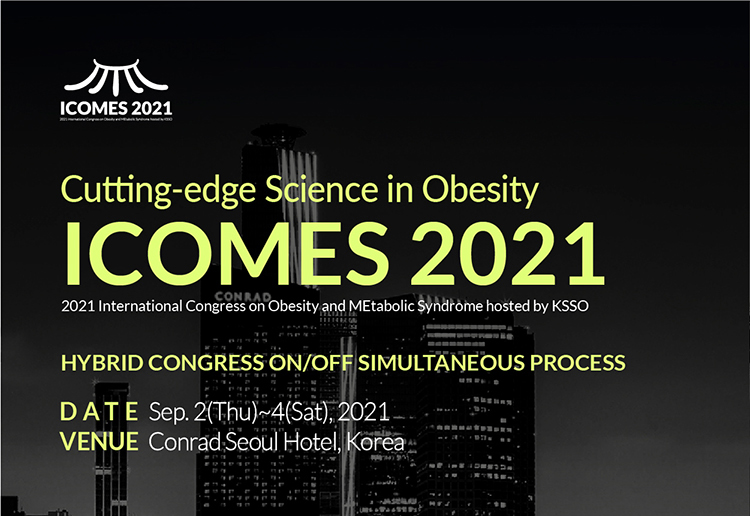 ICOMES 2021
2021 International Congress on Obesity and MEtabolic Syndrome hosted by KSSO
Cutting-edge Science in Obesity
ICOMES 2021
CONRAD
2021 International Congress on Obesity and MEtabolic Syndrome hosted by KSSO
HYBRID CONGRESS ON/OFF SIMULTANEOUS PROCESS
DATE Sep. 2(Thu)~4(Sat), 2021
VENUE Conrad Seoul Hotel, Korea